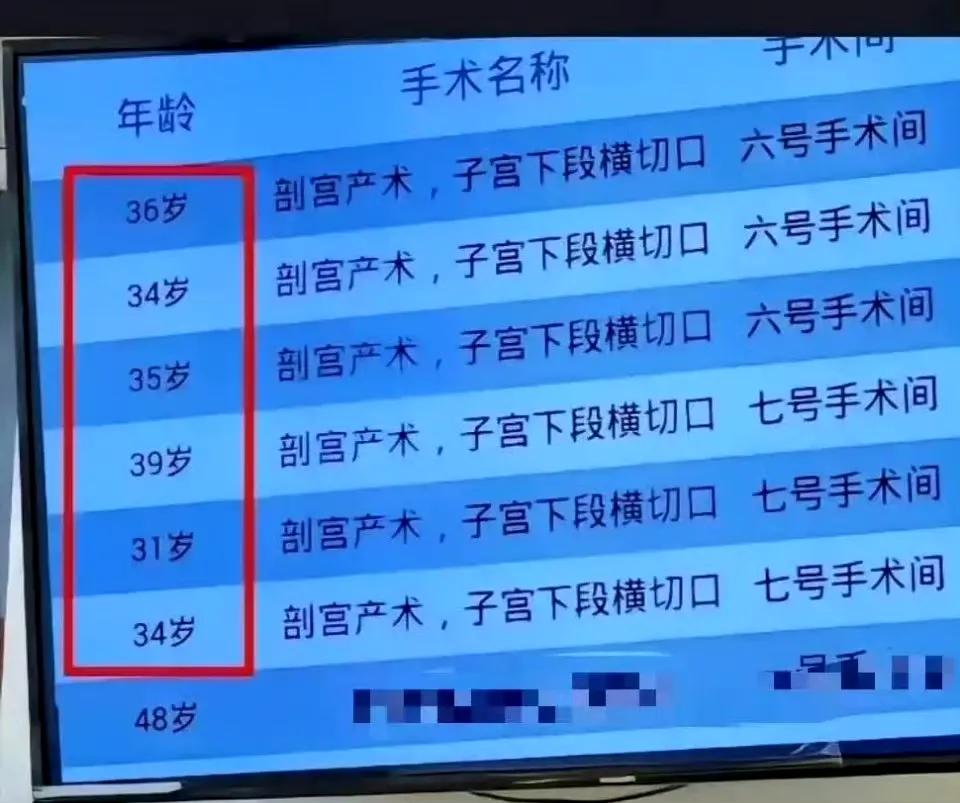 年龄 手术名称 手术间
36岁 剖宫产术，子宫下段横切口 六号手术间
34岁 剖宫产术，子宫下段横切口 六号手术间
35岁 剖宫产术，子宫下段横切口 六号手术间
39岁 剖宫产术，子宫下段横切口 七号手术间
31岁 剖宫产术，子宫下段横切口 七号手术间
34岁 剖宫产术，子宫下段横切口 七号手术间
48岁